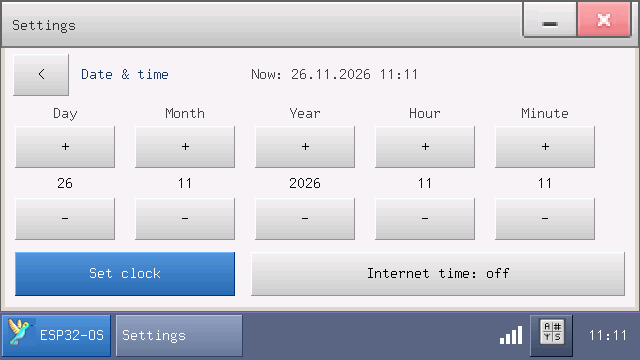 Settings
< Date & time Now: 26.11.2026 11:11
Day Month Year Hour Minute
+ + + + +
26 11 2026 11 11
- - - - -
Set clock Internet time: off
ESP32-OS Settings A# TS 11:11